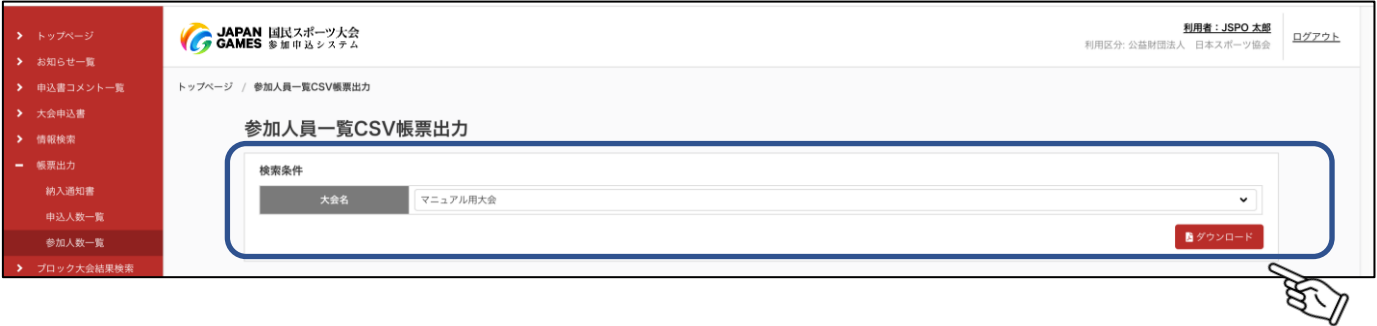 トップページ
お知らせ一覧
申込書コメント一覧
大会申込書
情報検索
帳票出力
納入通知書
申込人数一覧
参加人数一覧
ブロック大会結果検索
JAPAN 国民スポーツ大会
GAMES 参加申込システム
利用者：JSPO 太郎
利用区分: 公益財団法人　日本スポーツ協会
ログアウト
トップページ / 参加人員一覧CSV帳票出力
参加人員一覧CSV帳票出力
検索条件
大会名 マニュアル用大会
ダウンロード